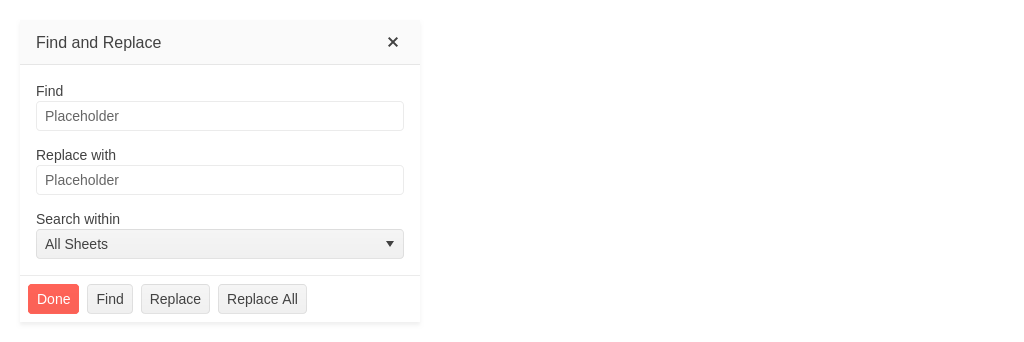 Find and Replace
Find
Placeholder
Replace with
Placeholder
Search within
All Sheets
Done Find Replace Replace All